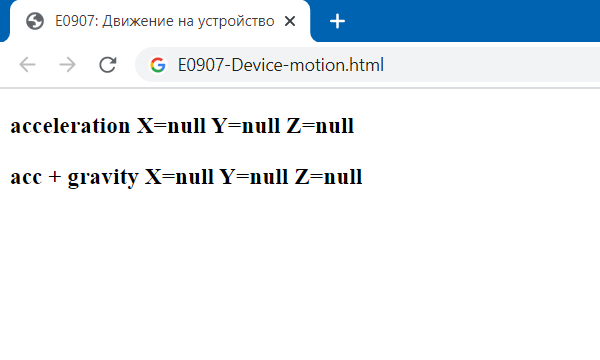 E0907: Движение на устройство
E0907-Device-motion.html
acceleration X=null Y=null Z=null
acc + gravity X=null Y=null Z=null